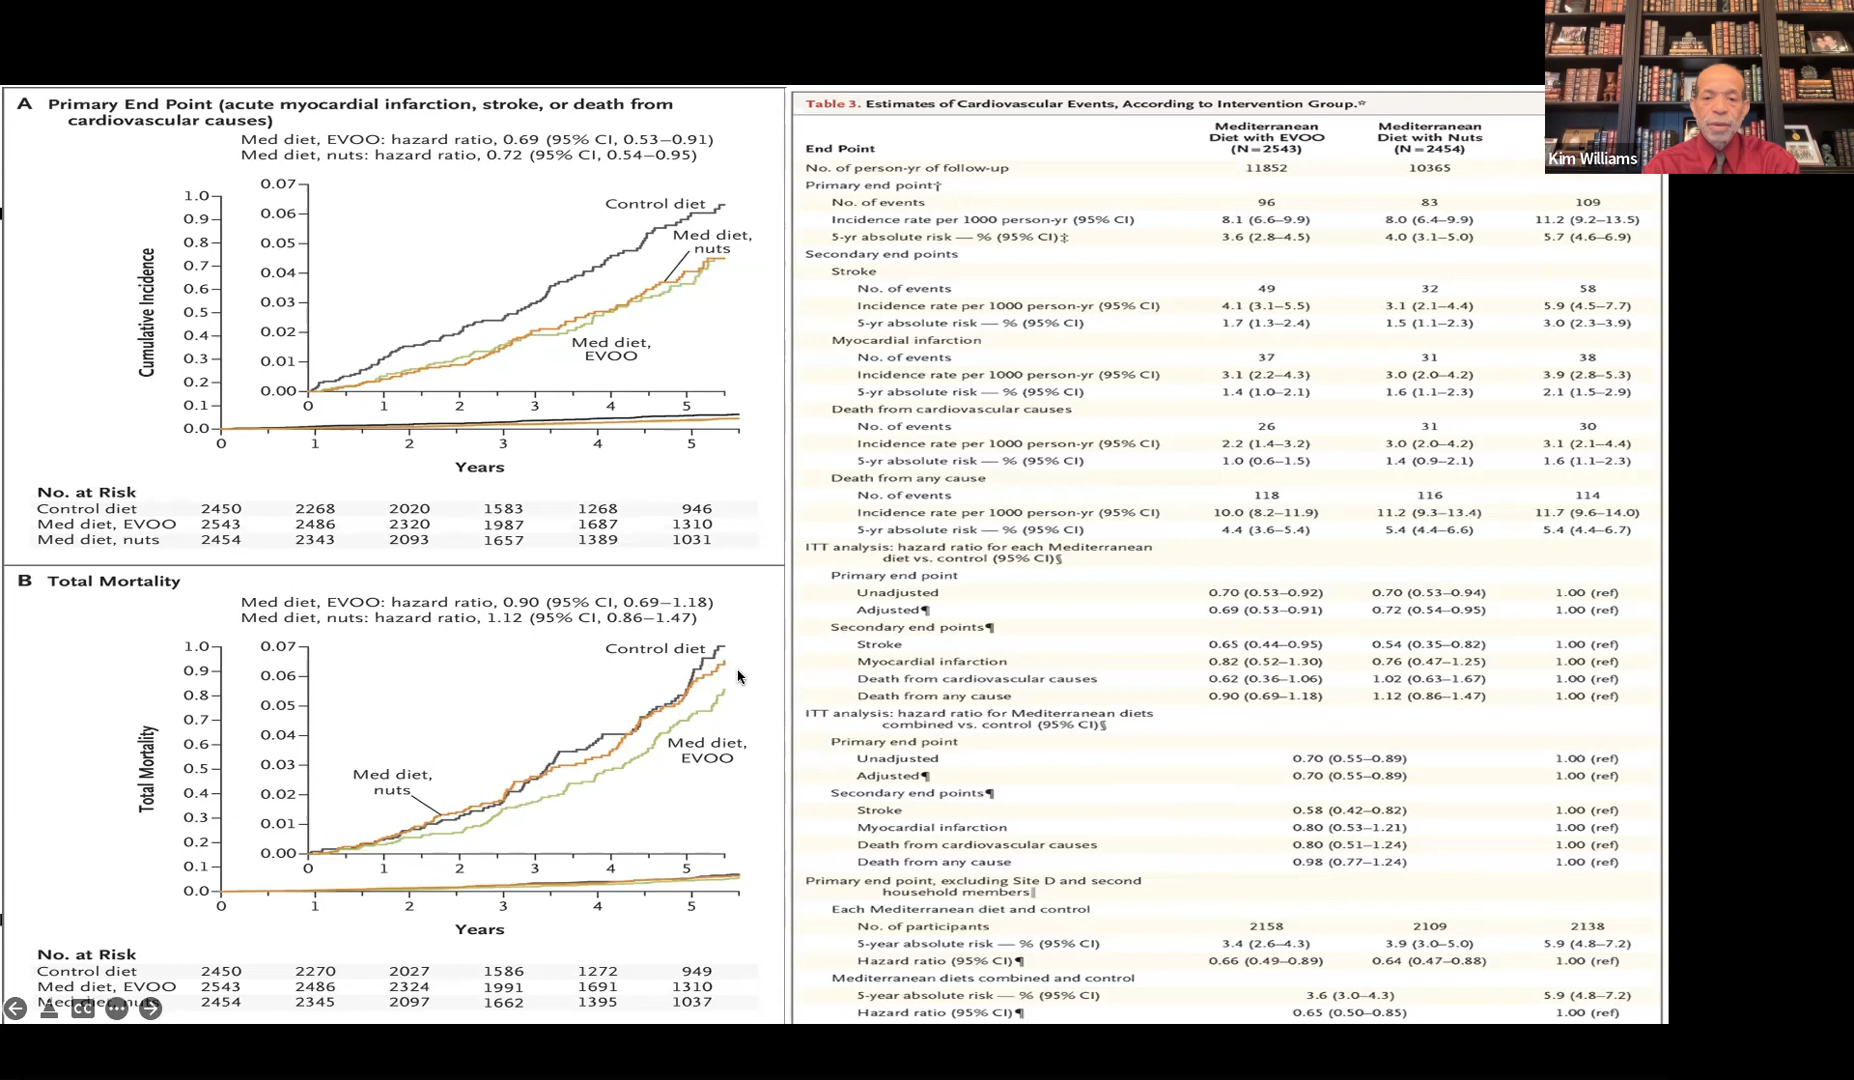 A Primary End Point (acute myocardial infarction, stroke, or death from
cardiovascular causes)
Med diet, EVOO: hazard ratio, 0.69 (95% CI, 0.53–0.91)
Med diet, nuts: hazard ratio, 0.72 (95% CI, 0.54–0.95)
Cumulative Incidence
1.0
0.9
0.8
0.7
0.6
0.5
0.4
0.3
0.2
0.1
0.0
0.07
0.06
0.05
0.04
0.03
0.02
0.01
0.00
Control diet
Med diet,
nuts
Med diet,
EVOO
0 1 2 3 4 5
0 1 2 3 4 5
Years
No. at Risk
Control diet 2450 2268 2020 1583 1268 946
Med diet, EVOO 2543 2486 2320 1987 1687 1310
Med diet, nuts 2454 2343 2093 1657 1389 1031
B Total Mortality
Med diet, EVOO: hazard ratio, 0.90 (95% CI, 0.69–1.18)
Med diet, nuts: hazard ratio, 1.12 (95% CI, 0.86–1.47)
Total Mortality
1.0
0.9
0.8
0.7
0.6
0.5
0.4
0.3
0.2
0.1
0.0
0.07
0.06
0.05
0.04
0.03
0.02
0.01
0.00
Control diet
Med diet,
EVOO
Med diet,
nuts
0 1 2 3 4 5
0 1 2 3 4 5
Years
No. at Risk
Control diet 2450 2270 2027 1586 1272 949
Med diet, EVOO 2543 2486 2324 1991 1691 1310
Med diet, nuts 2454 2345 2097 1662 1395 1037
CC
Table 3. Estimates of Cardiovascular Events, According to Intervention Group.*
End Point
Mediterranean
Diet with EVOO
(N=2543)
Mediterranean
Diet with Nuts
(N=2454)
No. of person-yr of follow-up 11852 10365
Primary end point†
No. of events 96 83 109
Incidence rate per 1000 person-yr (95% CI) 8.1 (6.6–9.9) 8.0 (6.4–9.9) 11.2 (9.2–13.5)
5-yr absolute risk — % (95% CI)‡ 3.6 (2.8–4.5) 4.0 (3.1–5.0) 5.7 (4.6–6.9)
Secondary end points
Stroke
No. of events 49 32 58
Incidence rate per 1000 person-yr (95% CI) 4.1 (3.1–5.5) 3.1 (2.1–4.4) 5.9 (4.5–7.7)
5-yr absolute risk — % (95% CI) 1.7 (1.3–2.4) 1.5 (1.1–2.3) 3.0 (2.3–3.9)
Myocardial infarction
No. of events 37 31 38
Incidence rate per 1000 person-yr (95% CI) 3.1 (2.2–4.3) 3.0 (2.0–4.2) 3.9 (2.8–5.3)
5-yr absolute risk — % (95% CI) 1.4 (1.0–2.1) 1.6 (1.1–2.3) 2.1 (1.5–2.9)
Death from cardiovascular causes
No. of events 26 31 30
Incidence rate per 1000 person-yr (95% CI) 2.2 (1.4–3.2) 3.0 (2.0–4.2) 3.1 (2.1–4.4)
5-yr absolute risk — % (95% CI) 1.0 (0.6–1.5) 1.4 (0.9–2.1) 1.6 (1.1–2.3)
Death from any cause
No. of events 118 116 114
Incidence rate per 1000 person-yr (95% CI) 10.0 (8.2–11.9) 11.2 (9.3–13.4) 11.7 (9.6–14.0)
5-yr absolute risk — % (95% CI) 4.4 (3.6–5.4) 5.4 (4.4–6.6) 5.4 (4.4–6.7)
ITT analysis: hazard ratio for each Mediterranean
diet vs. control (95% CI)§
Primary end point
Unadjusted 0.70 (0.53–0.92) 0.70 (0.53–0.94) 1.00 (ref)
Adjusted¶ 0.69 (0.53–0.91) 0.72 (0.54–0.95) 1.00 (ref)
Secondary end points¶
Stroke 0.65 (0.44–0.95) 0.54 (0.35–0.82) 1.00 (ref)
Myocardial infarction 0.82 (0.52–1.30) 0.76 (0.47–1.25) 1.00 (ref)
Death from cardiovascular causes 0.62 (0.36–1.06) 1.02 (0.63–1.67) 1.00 (ref)
Death from any cause 0.90 (0.69–1.18) 1.12 (0.86–1.47) 1.00 (ref)
ITT analysis: hazard ratio for Mediterranean diets
combined vs. control (95% CI)§
Primary end point
Unadjusted 0.70 (0.55–0.89) 1.00 (ref)
Adjusted¶ 0.70 (0.55–0.89) 1.00 (ref)
Secondary end points¶
Stroke 0.58 (0.42–0.82) 1.00 (ref)
Myocardial infarction 0.80 (0.53–1.21) 1.00 (ref)
Death from cardiovascular causes 0.80 (0.51–1.24) 1.00 (ref)
Death from any cause 0.98 (0.77–1.24) 1.00 (ref)
Primary end point, excluding Site D and second
household members‖
Each Mediterranean diet and control
No. of participants 2158 2109 2138
5-year absolute risk — % (95% CI) 3.4 (2.6–4.3) 3.9 (3.0–5.0) 5.9 (4.8–7.2)
Hazard ratio (95% CI)¶ 0.66 (0.49–0.89) 0.64 (0.47–0.88) 1.00 (ref)
Mediterranean diets combined and control
5-year absolute risk — % (95% CI) 3.6 (3.0–4.3) 5.9 (4.8–7.2)
Hazard ratio (95% CI)¶ 0.65 (0.50–0.85) 1.00 (ref)
Kim Williams